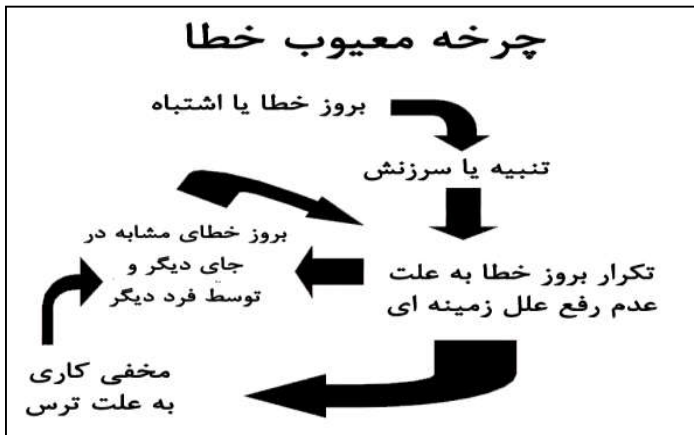 چرخه معیوب خطا
بروز خطا یا اشتباه
تنبیه یا سرزنش
تکرار بروز خطا به علت
عدم رفع علل زمینه ای
بروز خطای مشابه در
جای دیگر و
توسط فرد دیگر
مخفی کاری
به علت ترس